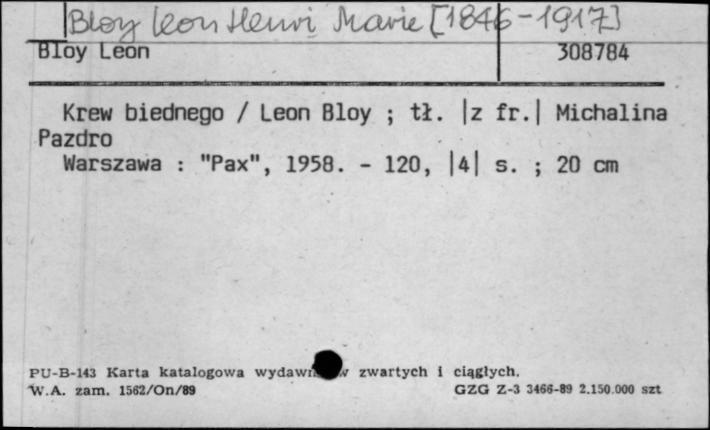 Bloy Leon Henri Marie [1846-1917]
Bloy Leon 308784
Krew biednego / Leon Bloy ; tł. |z fr.| Michalina
Pazdro
Warszawa : "Pax", 1958. - 120, |4| s. ; 20 cm
PU-B-143 Karta katalogowa zwartych i ciągłych.
W.A. zam. 1562/On/89 GZG Z-3 3466-89 2.150.000 szt